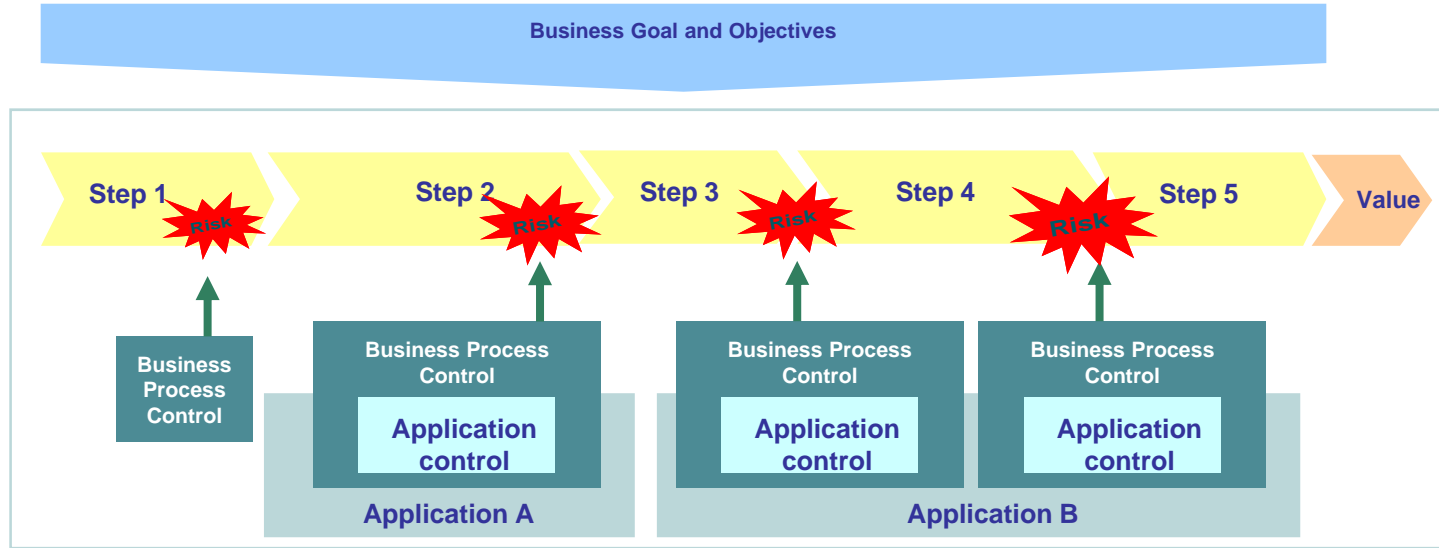 Business Goal and Objectives
Step 1
Step 2
Step 3
Step 4
Step 5
Value
Risk
Risk
Risk
Risk
Business
Process
Control
Business Process
Control
Application
control
Business Process
Control
Application
control
Business Process
Control
Application
control
Application A
Application B